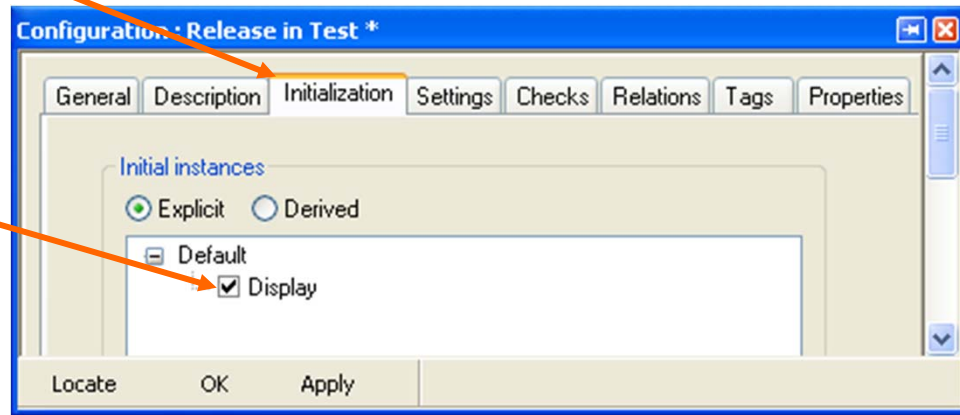 Configuration : Release in Test *
General Description Initialization Settings Checks Relations Tags Properties
Initial instances
Explicit Derived
Default
Display
Locate OK Apply